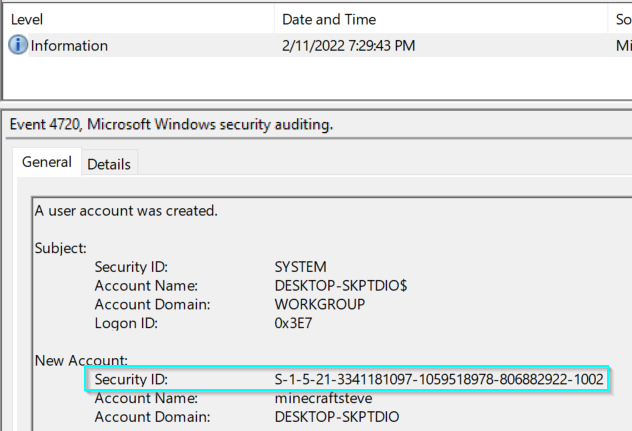 Level Date and Time So
Information 2/11/2022 7:29:43 PM Mi
Event 4720, Microsoft Windows security auditing.
General Details
A user account was created.
Subject:
Security ID: SYSTEM
Account Name: DESKTOP-SKPTDIO$
Account Domain: WORKGROUP
Logon ID: 0x3E7
New Account:
Security ID: S-1-5-21-3341181097-1059518978-806882922-1002
Account Name: minecraftsteve
Account Domain: DESKTOP-SKPTDIO